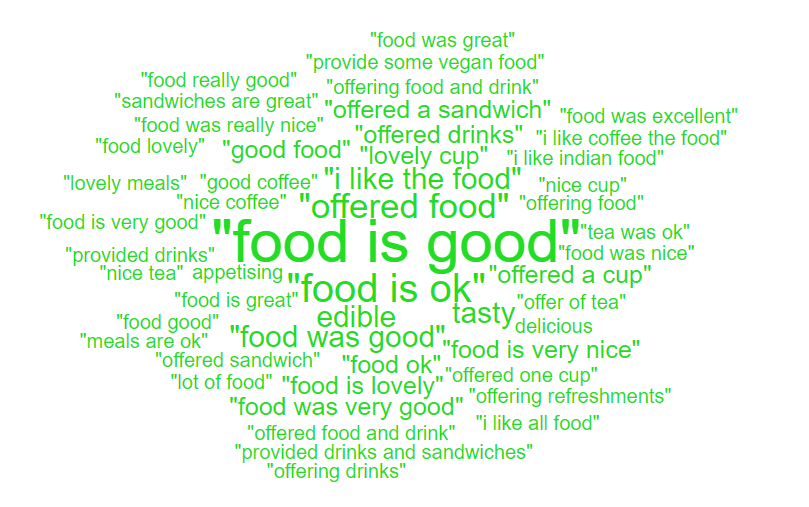 "food was great"
"provide some vegan food"
"food really good" "offering food and drink"
"sandwiches are great" "offered a sandwich" "food was excellent"
"food was really nice" "offered drinks" "i like coffee the food"
"food lovely" "good food" "lovely cup" "i like indian food"
"lovely meals" "good coffee" "i like the food" "nice cup"
"nice coffee" "offered food" "offering food"
"food is very good" "food is good" "tea was ok"
"provided drinks" "food was nice"
"nice tea" appetising "food is ok" "offered a cup"
"food is great" edible tasty "offer of tea"
"food good" delicious
"meals are ok" "food was good" "food is very nice"
"offered sandwich" "food ok" "offered one cup"
"lot of food" "food is lovely" "offering refreshments"
"food was very good" "i like all food"
"offered food and drink"
"provided drinks and sandwiches"
"offering drinks"